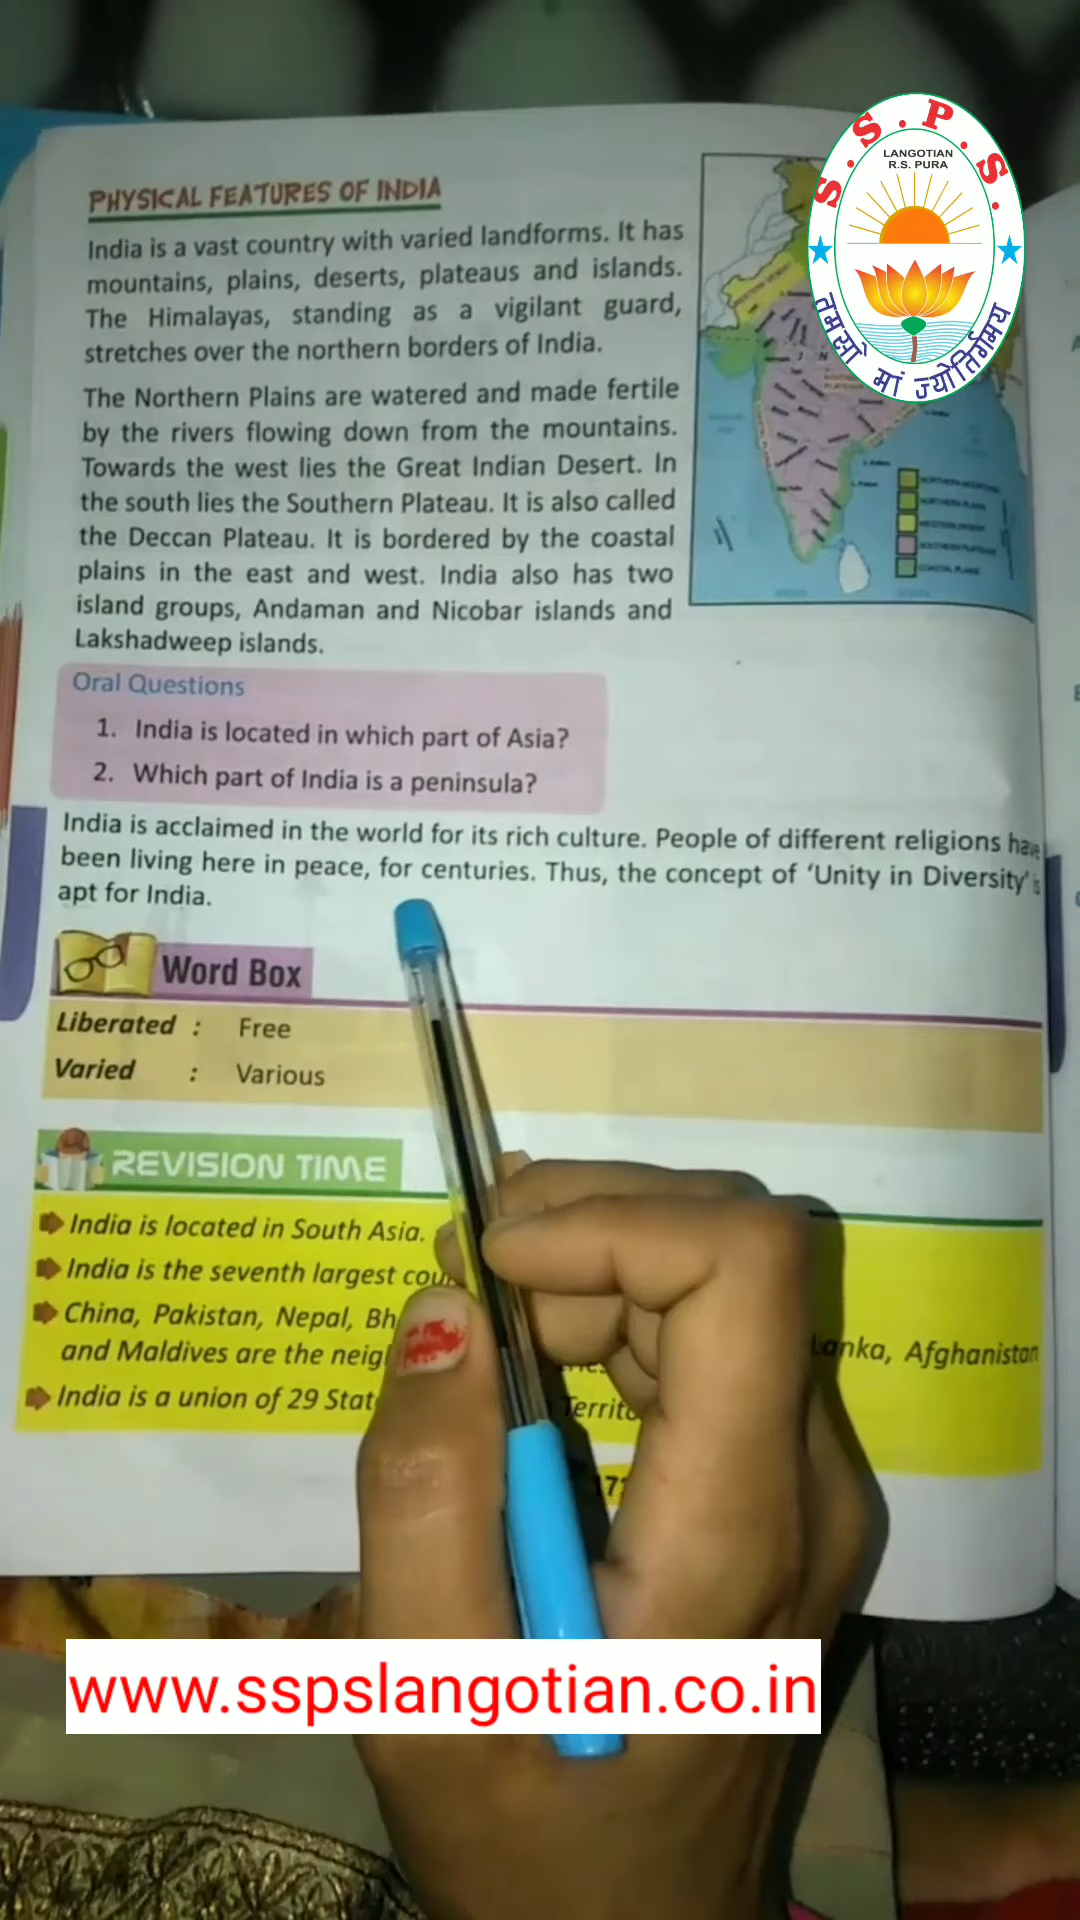 PHYSICAL FEATURES OF INDIA
India is a vast country with varied landforms. It has
mountains, plains, deserts, plateaus and islands.
The Himalayas, standing as a vigilant guard,
stretches over the northern borders of India.
The Northern Plains are watered and made fertile
by the rivers flowing down from the mountains.
Towards the west lies the Great Indian Desert. In
the south lies the Southern Plateau. It is also called
the Deccan Plateau. It is bordered by the coastal
plains in the east and west. India also has two
island groups, Andaman and Nicobar islands and
Lakshadweep islands.
S.S.P.S.
LANGOTIAN
R.S. PURA
तमसो मां ज्योतिर्गमय
NORTHERN PLAINS
WESTERN DESERT
SOUTHERN PLATEAU
COASTAL PLAINS
Oral Questions
1. India is located in which part of Asia?
2. Which part of India is a peninsula?
India is acclaimed in the world for its rich culture. People of different religions have
been living here in peace, for centuries. Thus, the concept of 'Unity in Diversity' is
apt for India.
Word Box
Liberated : Free
Varied : Various
REVISION TIME
India is located in South Asia.
India is the seventh largest cou
China, Pakistan, Nepal, Bh Lanka, Afghanistan
and Maldives are the neig
India is a union of 29 Stat Territo
17
www.sspslangotian.co.in